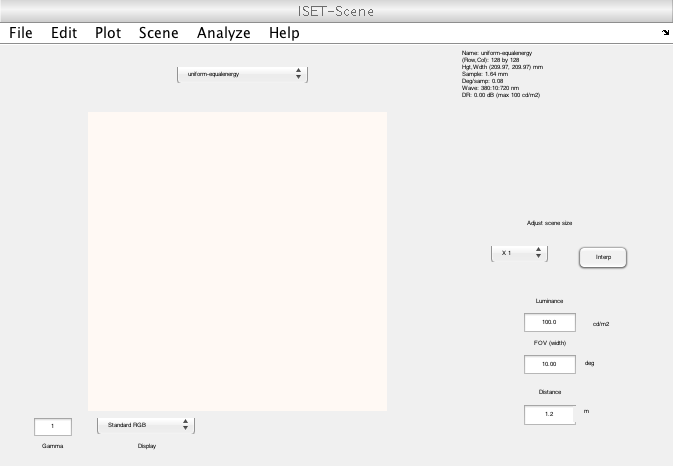 ISET-Scene
File Edit Plot Scene Analyze Help
Name: uniform-equalenergy
(Row,Col): 128 by 128
Hgt,Wdth (209.97, 209.97) mm
Sample: 1.64 mm
Deg/samp: 0.08
Wave: 380:10:720 nm
DR: 0.00 dB (max 100 cd/m2)
uniform-equalenergy
Adjust scene size
X 1
Interp
Luminance
100.0 cd/m2
FOV (width)
10.00 deg
Distance
1.2 m
1 Standard RGB
Gamma Display